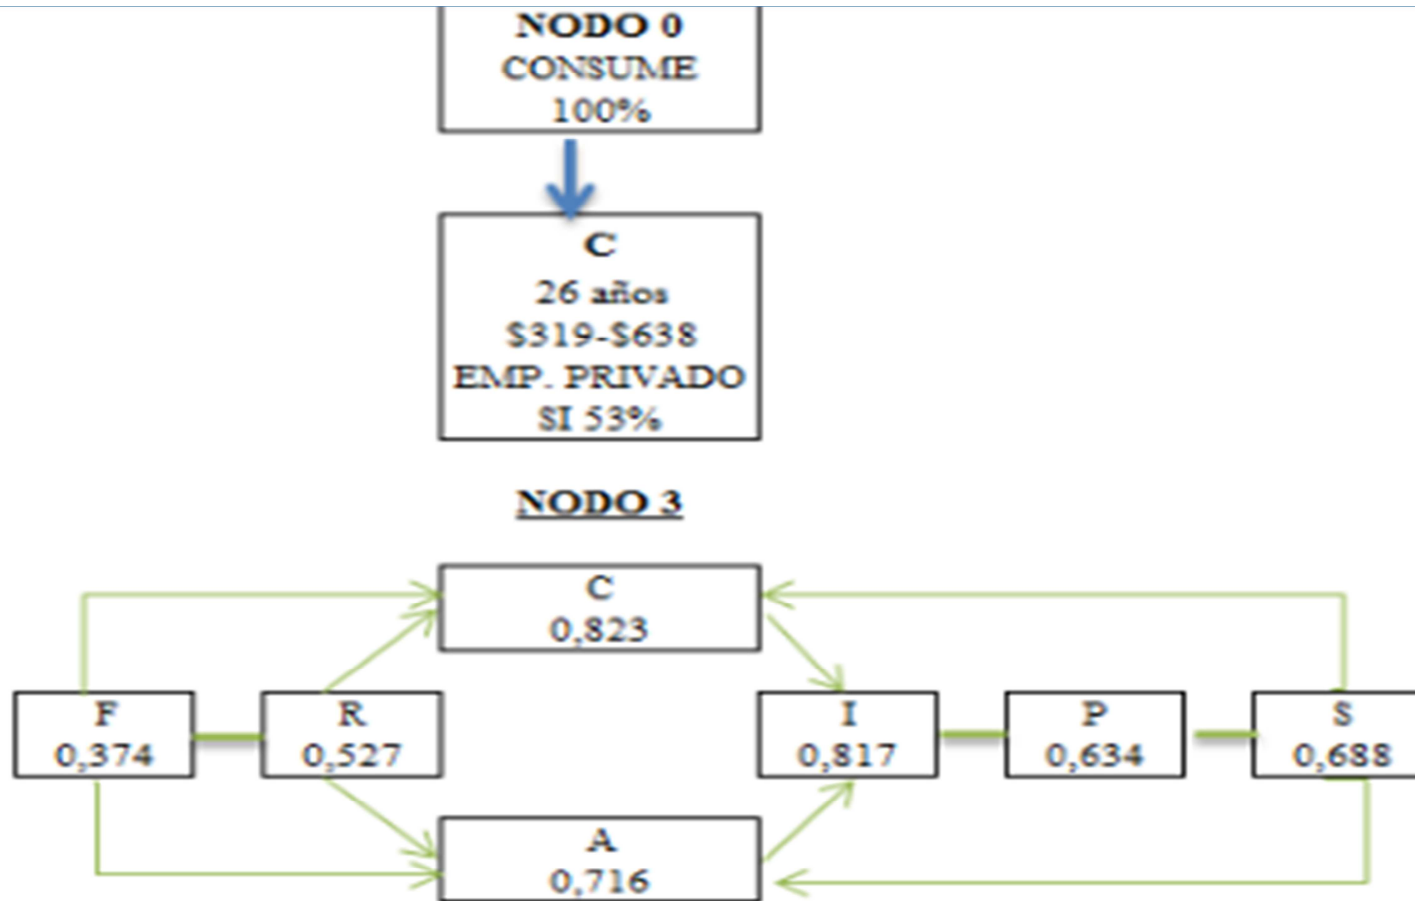 NODO 0
CONSUME
100%
C
26 años
$319-$638
EMP. PRIVADO
SI 53%
NODO 3
C
0,823
F
0,374
R
0,527
I
0,817
P
0,634
S
0,688
A
0,716